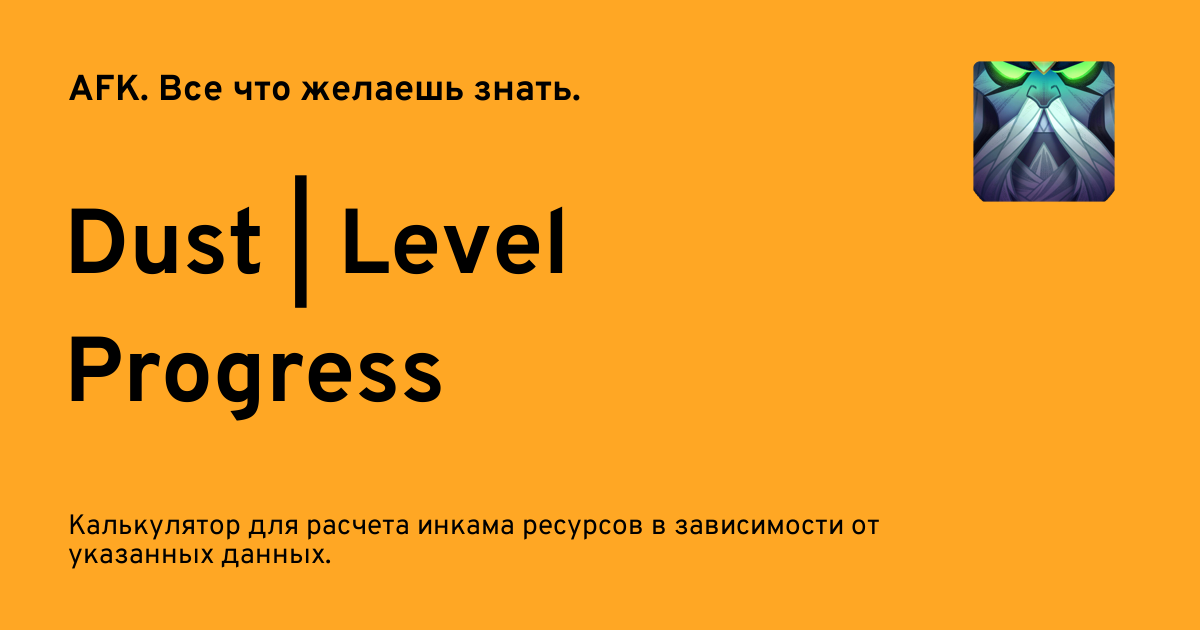 AFK. Все что желаешь знать.
Dust | Level
Progress
Калькулятор для расчета инкама ресурсов в зависимости от
указанных данных.